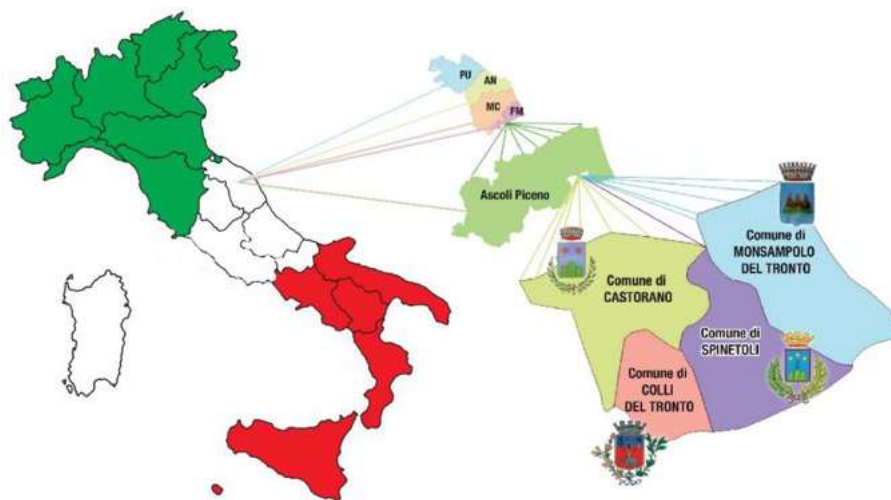 PU
AN
MC
FM
Ascoli Piceno
Comune di
MONSAMPOLO
DEL TRONTO
Comune di
CASTORANO
Comune di
SPINETOLI
Comune di
COLLI
DEL TRONTO